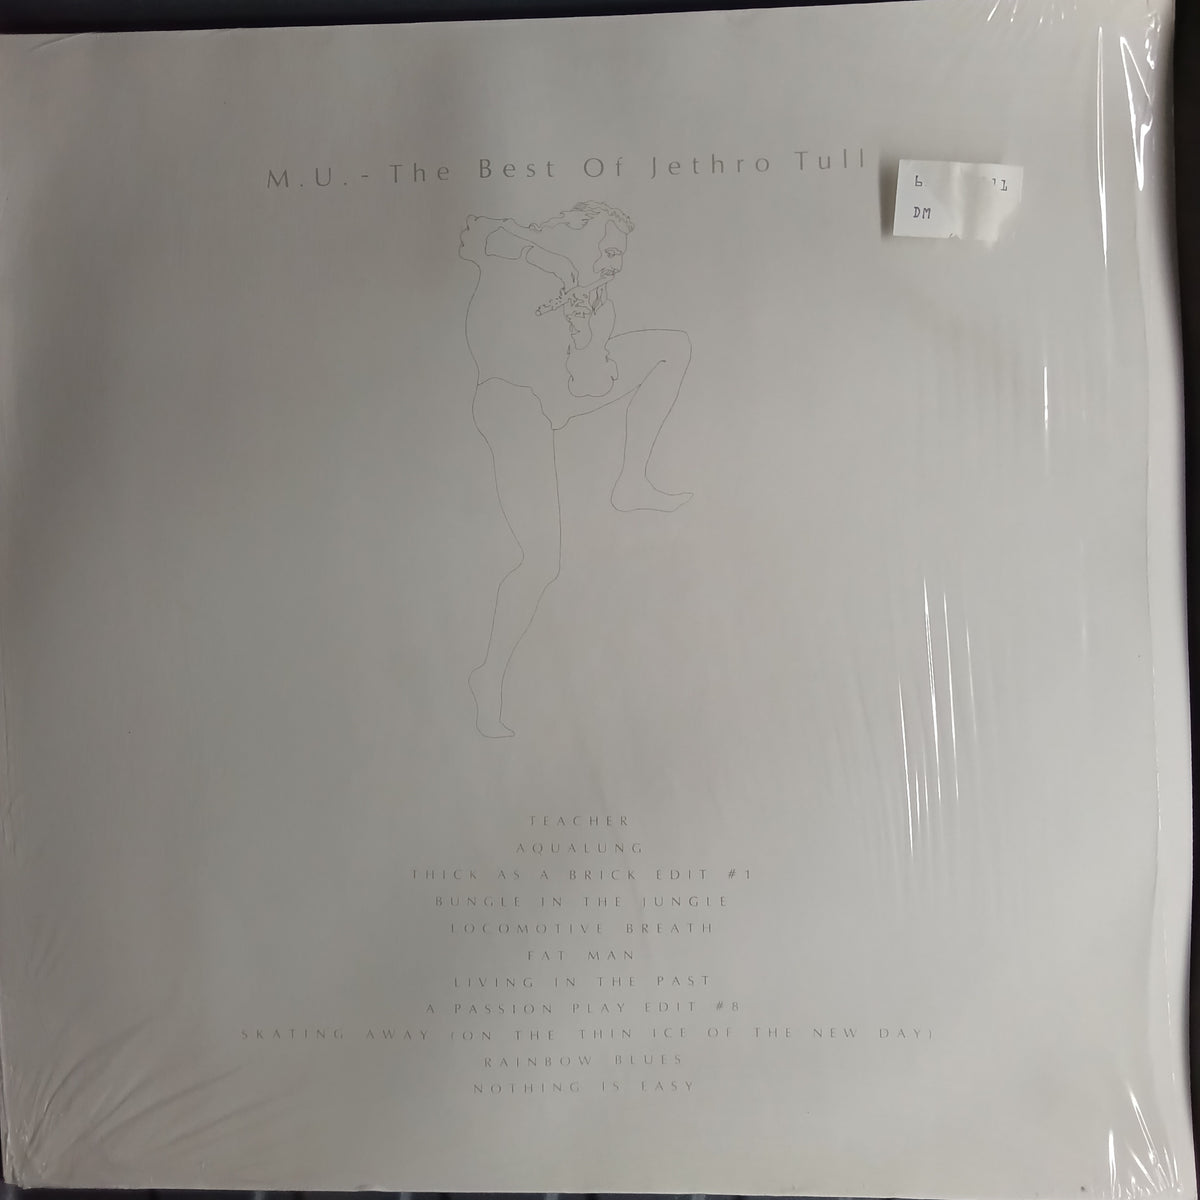 M.U. - The Best Of Jethro Tull
DM
TEACHER
AQUALUNG
THICK AS A BRICK EDIT #1
BUNGLE IN THE JUNGLE
LOCOMOTIVE BREATH
FAT MAN
LIVING IN THE PAST
A PASSION PLAY EDIT #8
SKATING AWAY (ON THE THIN ICE OF THE NEW DAY)
RAINBOW BLUES
NOTHING IS EASY